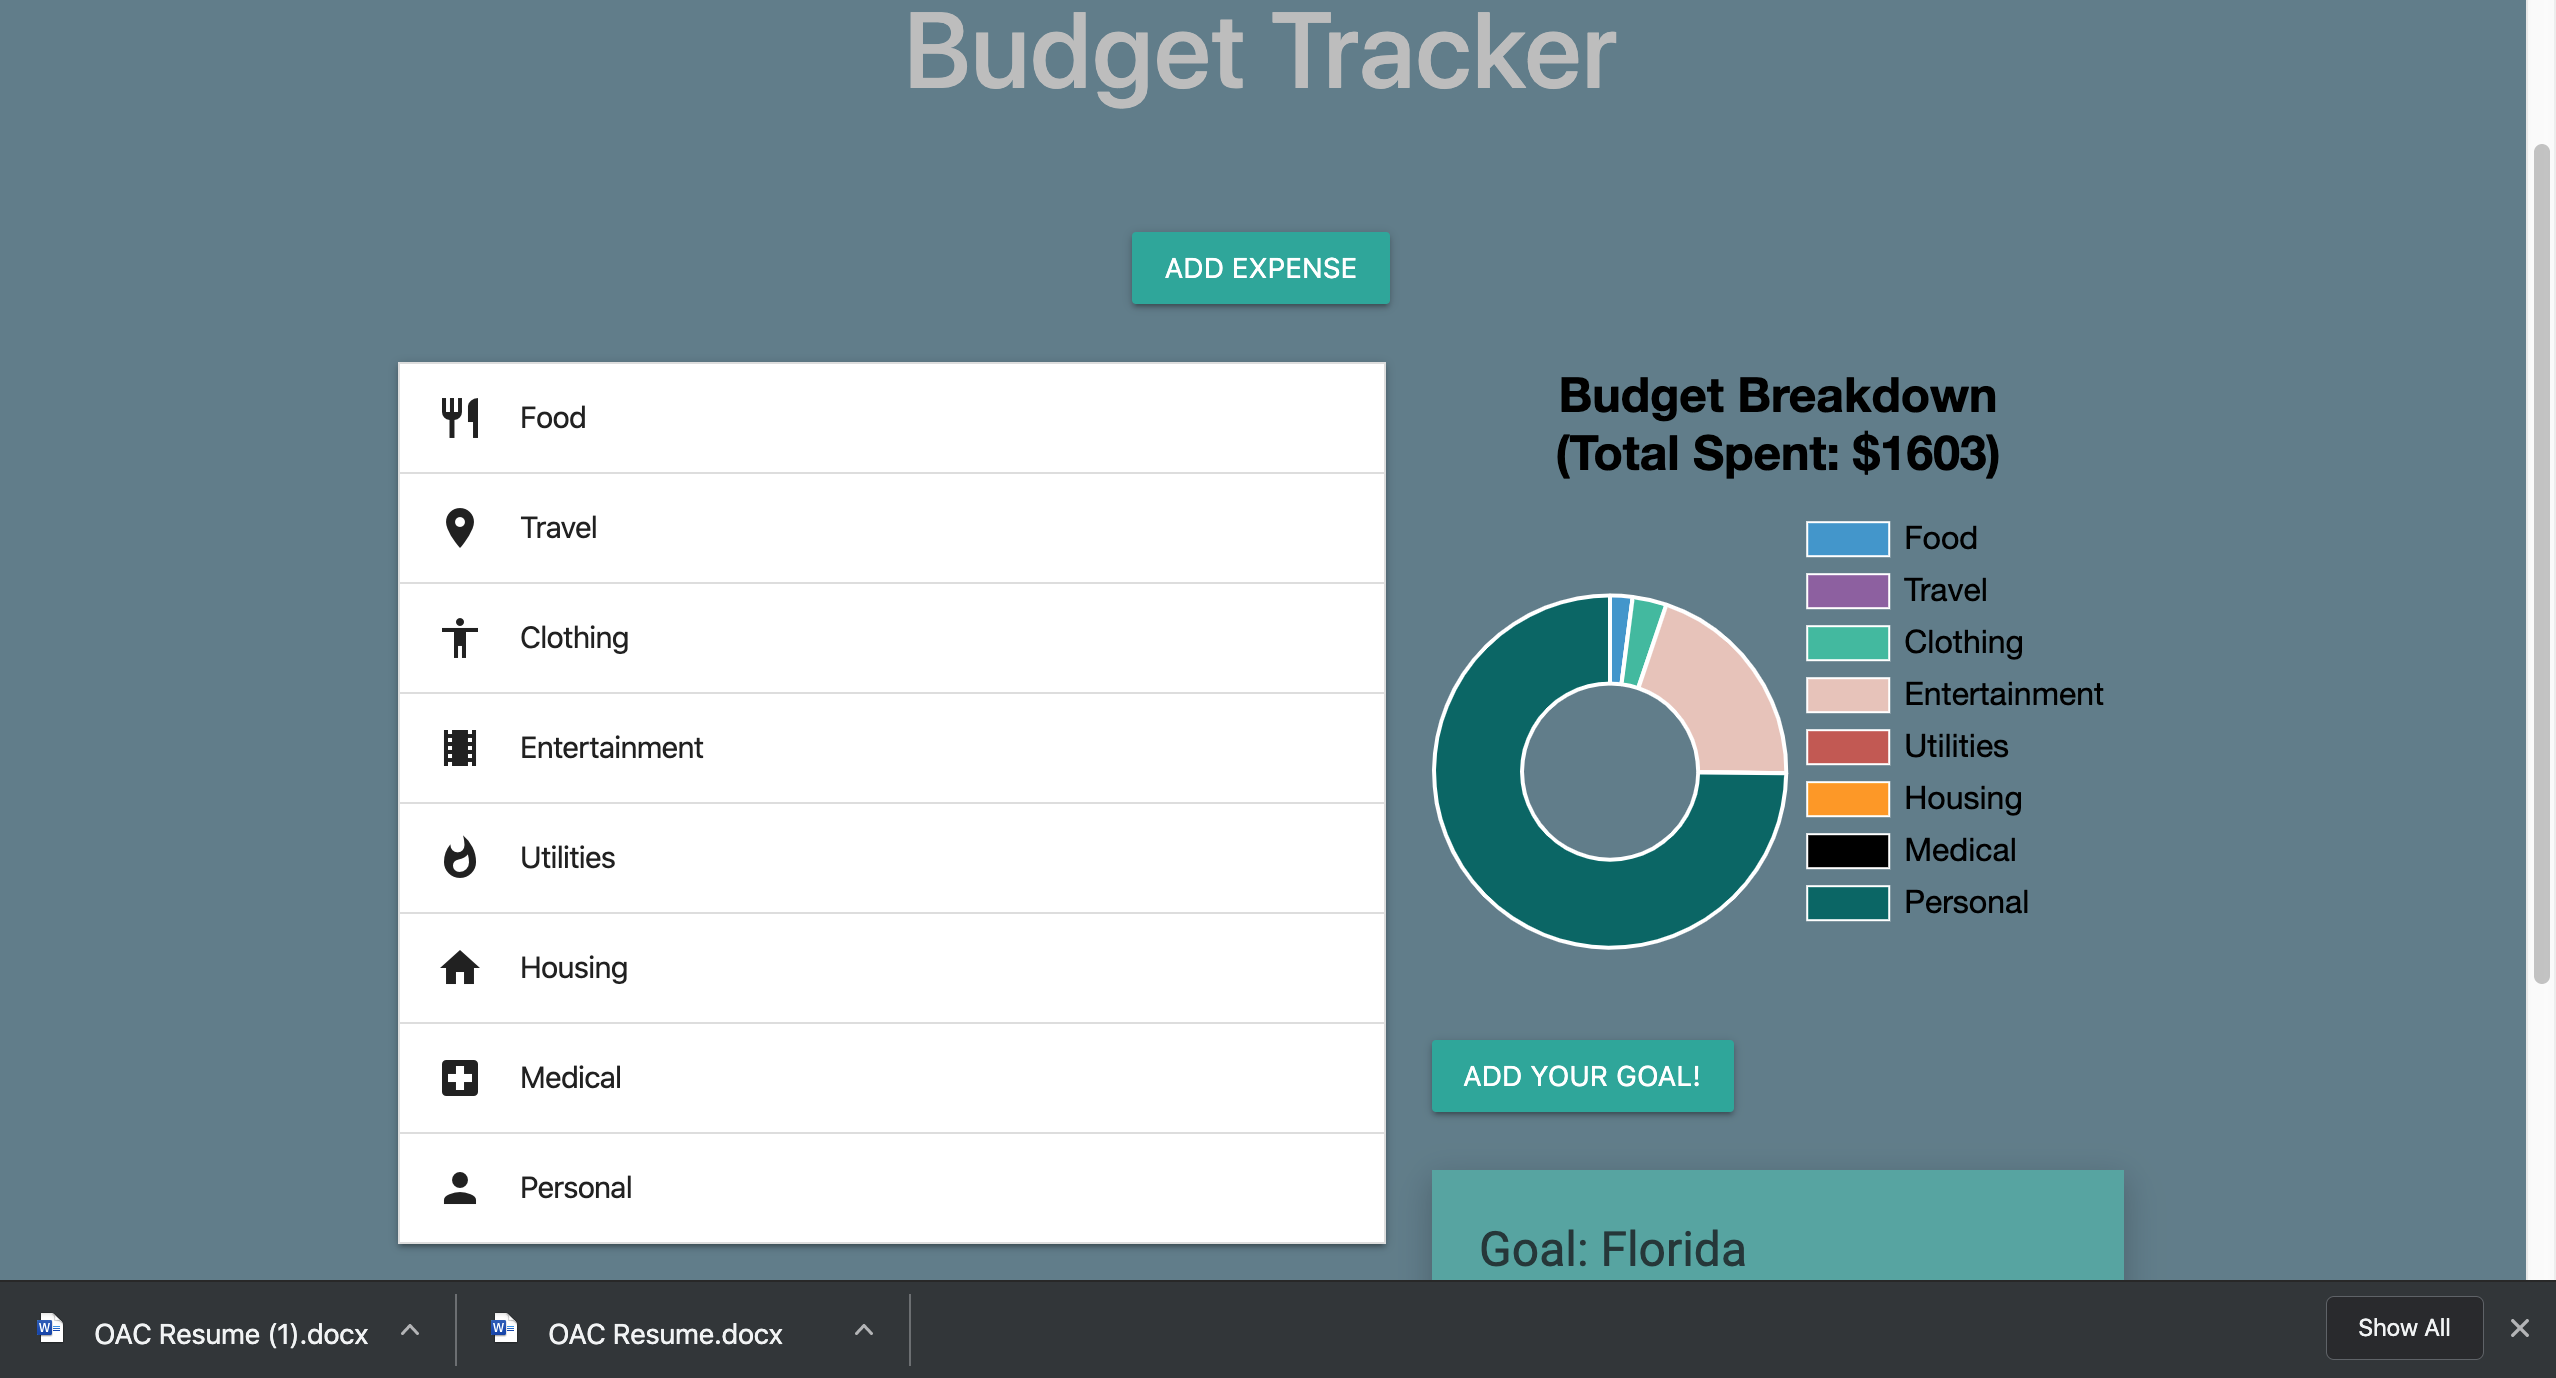 Budget Tracker
ADD EXPENSE
Food
Travel
Clothing
Entertainment
Utilities
Housing
Medical
Personal
Budget Breakdown
(Total Spent: $1603)
Food
Travel
Clothing
Entertainment
Utilities
Housing
Medical
Personal
ADD YOUR GOAL!
Goal: Florida
OAC Resume (1).docx
OAC Resume.docx
Show All